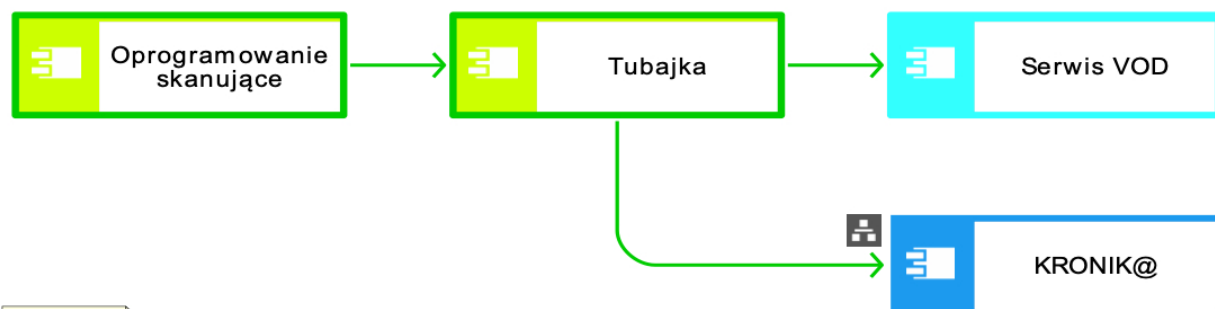 Oprogramowanie
skanujące
Tubajka
Serwis VOD
KRONIK@